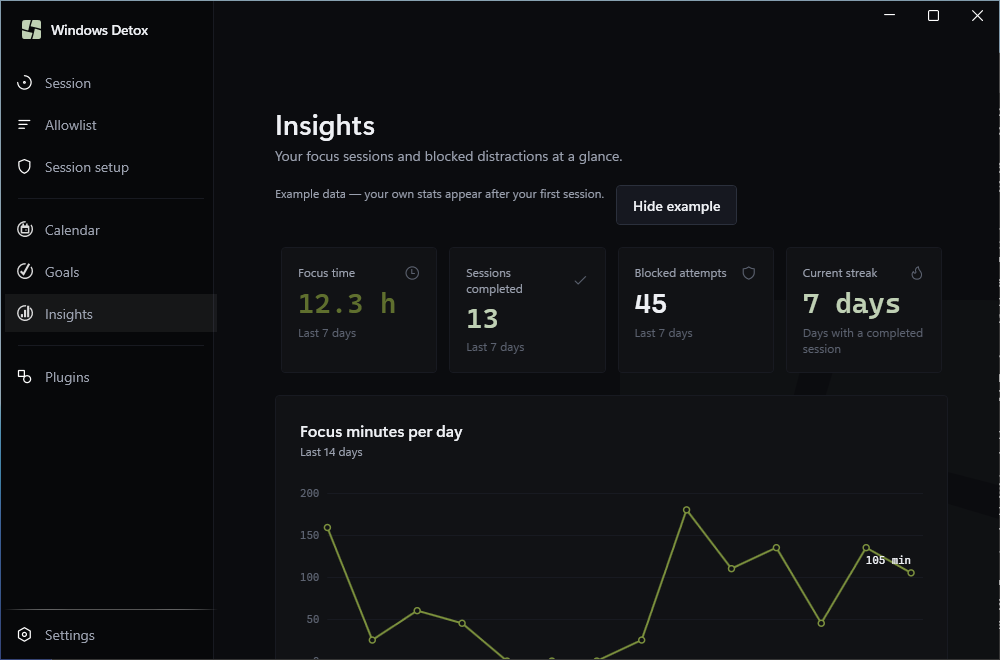 Windows Detox
Session
Allowlist
Session setup
Calendar
Goals
Insights
Plugins
Settings
Insights
Your focus sessions and blocked distractions at a glance.
Example data — your own stats appear after your first session.
Hide example
Focus time
12.3 h
Last 7 days
Sessions
completed
13
Last 7 days
Blocked attempts
45
Last 7 days
Current streak
7 days
Days with a completed
session
Focus minutes per day
Last 14 days
200
150
100
50
105 min